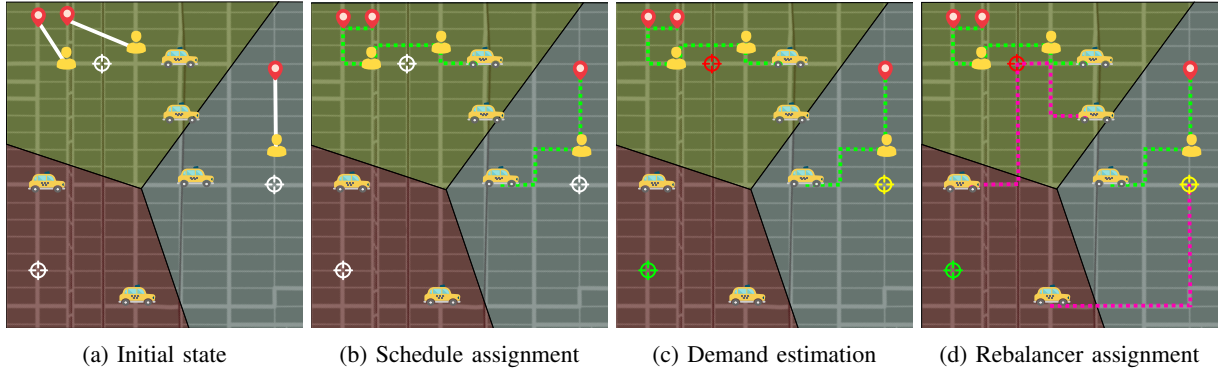 (a) Initial state
(b) Schedule assignment
(c) Demand estimation
(d) Rebalancer assignment